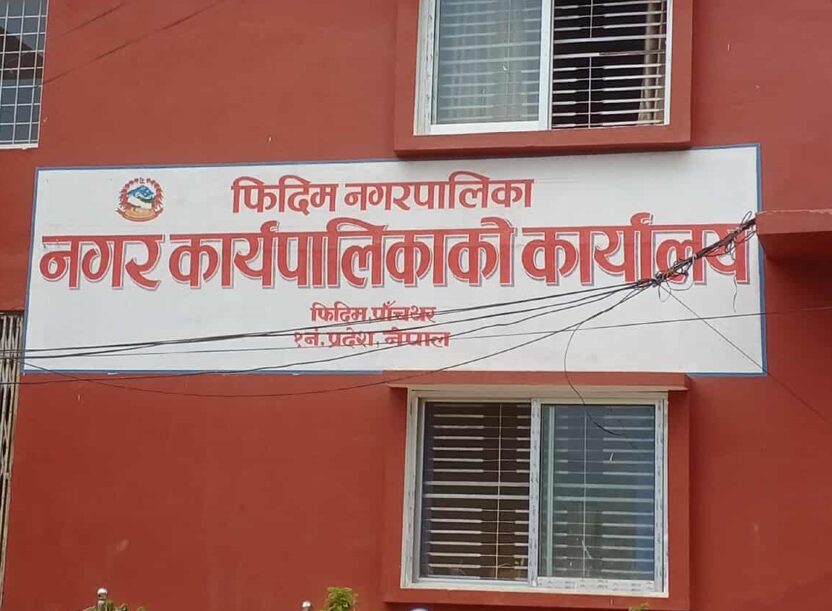 फिदिम नगरपालिका
नगर कार्यपालिकाको कार्यालय
फिदिम, पाँचथर
१नं. प्रदेश, नेपाल